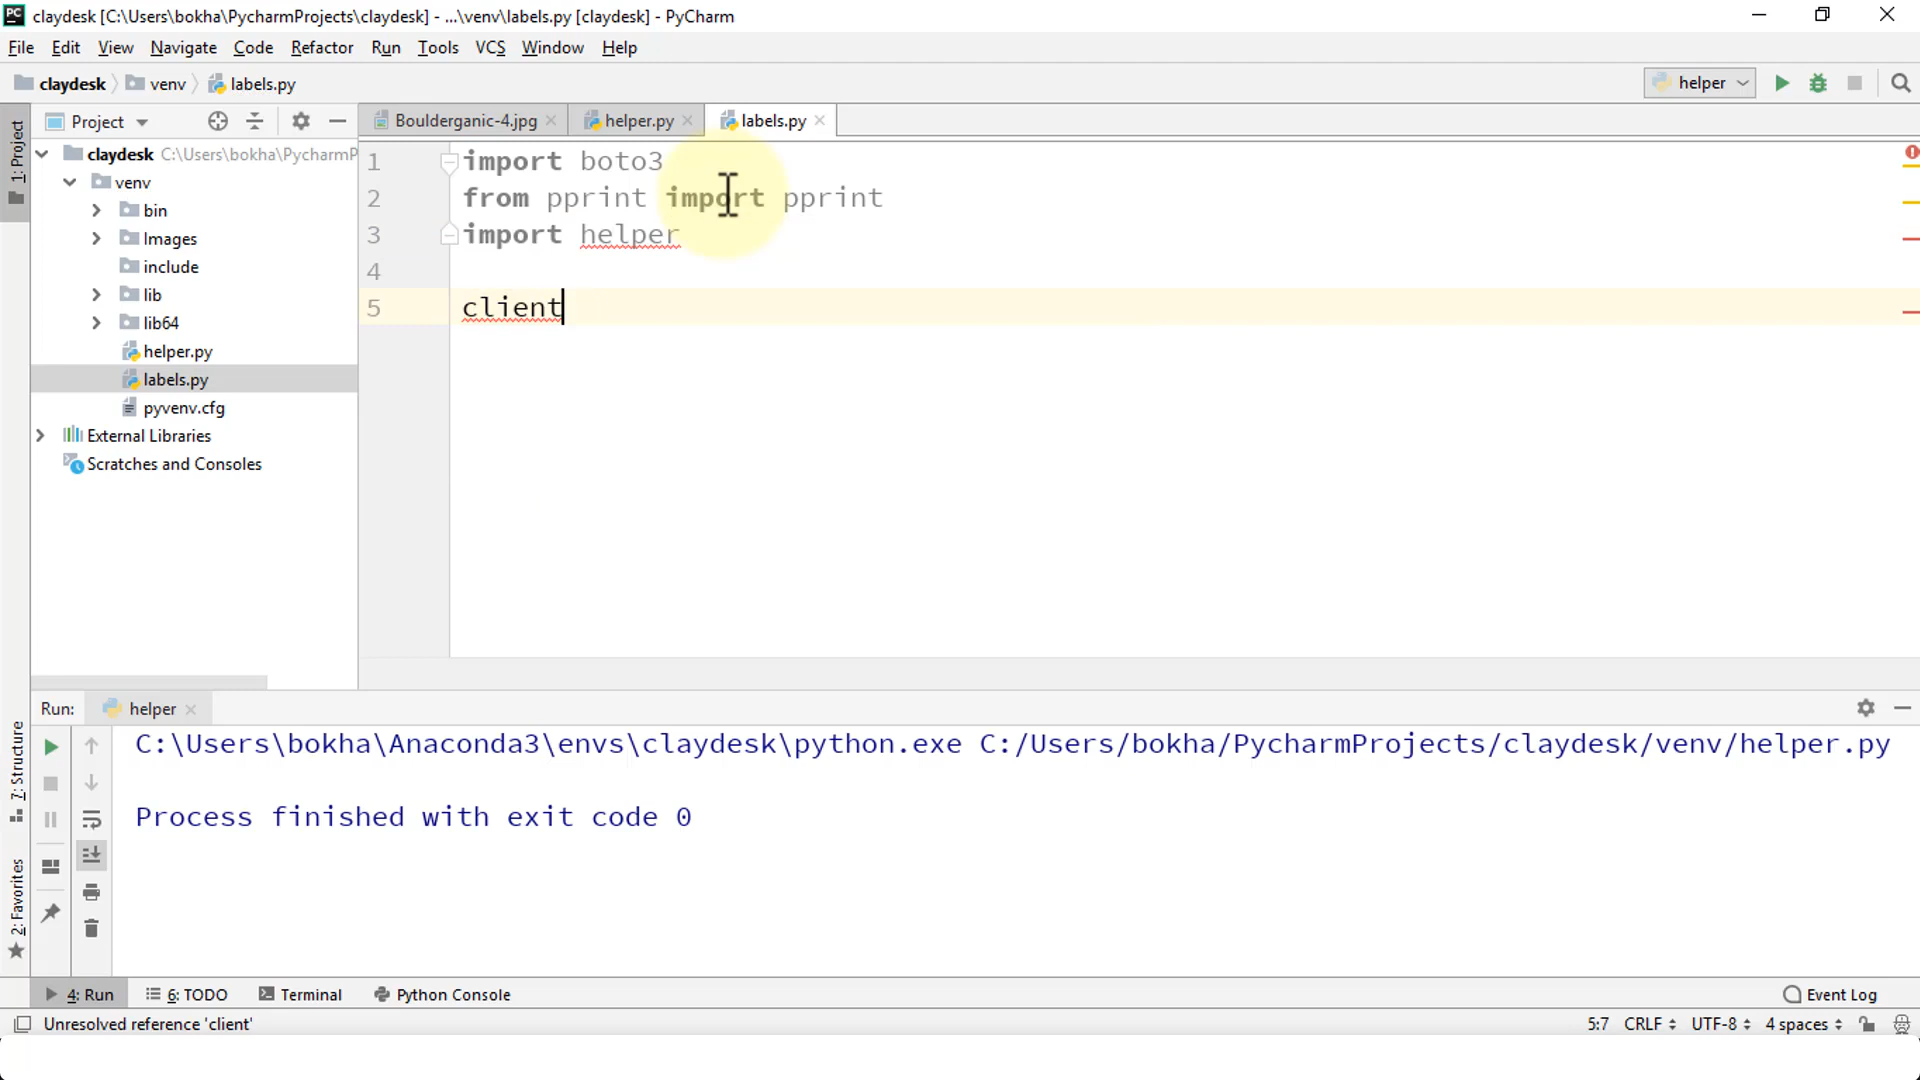 PC claydesk [C:\Users\bokha\PycharmProjects\claydesk] - ...\venv\labels.py [claydesk] - PyCharm
File Edit View Navigate Code Refactor Run Tools VCS Window Help
claydesk venv labels.py helper
Project Boulderganic-4.jpg helper.py labels.py
claydesk C:\Users\bokha\PycharmP
venv
bin
Images
include
lib
lib64
helper.py
labels.py
pyvenv.cfg
External Libraries
Scratches and Consoles
1 import boto3
2 from pprint import pprint
3 import helper
4
5 client
1: Project
7: Structure
2: Favorites
Run: helper
C:\Users\bokha\Anaconda3\envs\claydesk\python.exe C:/Users/bokha/PycharmProjects/claydesk/venv/helper.py
Process finished with exit code 0
4: Run 6: TODO Terminal Python Console Event Log
Unresolved reference 'client' 5:7 CRLF UTF-8 4 spaces